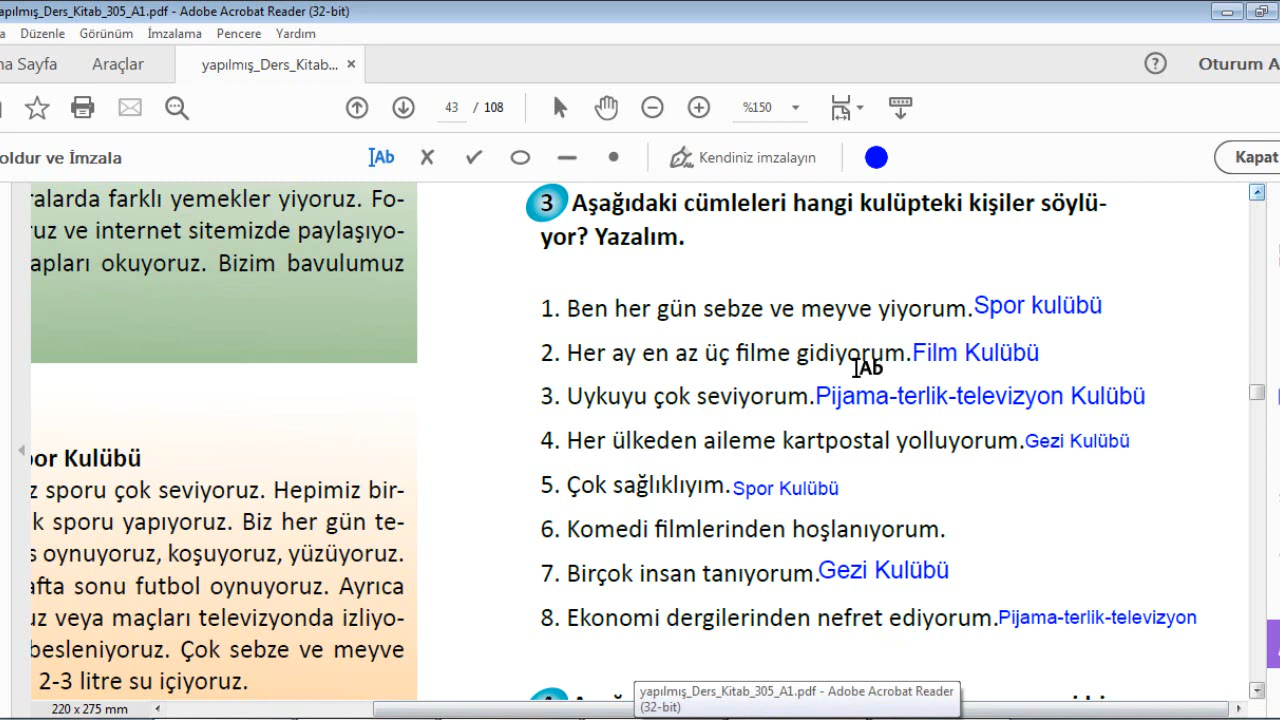 yapılmış_Ders_Kitab_305_A1.pdf - Adobe Acrobat Reader (32-bit)
Düzenle Görünüm İmzalama Pencere Yardım
na Sayfa Araçlar yapılmış_Ders_Kitab... × ? Oturum A
43 / 108 %150
oldur ve İmzala Ab Kendiniz imzalayın Kapat
ralarda farklı yemekler yiyoruz. Fo-
ruz ve internet sitemizde paylaşıyo-
apları okuyoruz. Bizim bavulumuz
por Kulübü
z sporu çok seviyoruz. Hepimiz bir-
k sporu yapıyoruz. Biz her gün te-
s oynuyoruz, koşuyoruz, yüzüyoruz.
afta sonu futbol oynuyoruz. Ayrıca
uz veya maçları televizyonda izliyo-
besleniyoruz. Çok sebze ve meyve
2-3 litre su içiyoruz.
3 Aşağıdaki cümleleri hangi kulüpteki kişiler söylü-
yor? Yazalım.
1. Ben her gün sebze ve meyve yiyorum.Spor kulübü
2. Her ay en az üç filme gidiyorum.Film Kulübü
Ab
3. Uykuyu çok seviyorum.Pijama-terlik-televizyon Kulübü
4. Her ülkeden aileme kartpostal yolluyorum.Gezi Kulübü
5. Çok sağlıklıyım.Spor Kulübü
6. Komedi filmlerinden hoşlanıyorum.
7. Birçok insan tanıyorum.Gezi Kulübü
8. Ekonomi dergilerinden nefret ediyorum.Pijama-terlik-televizyon
yapılmış_Ders_Kitab_305_A1.pdf - Adobe Acrobat Reader
(32-bit)
220 x 275 mm